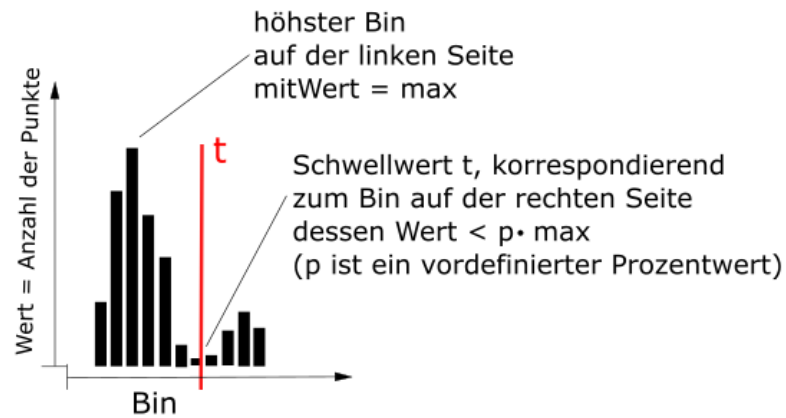 höhster Bin
auf der linken Seite
mitWert = max
t
Schwellwert t, korrespondierend
zum Bin auf der rechten Seite
dessen Wert < p· max
(p ist ein vordefinierter Prozentwert)
Wert = Anzahl der Punkte
Bin